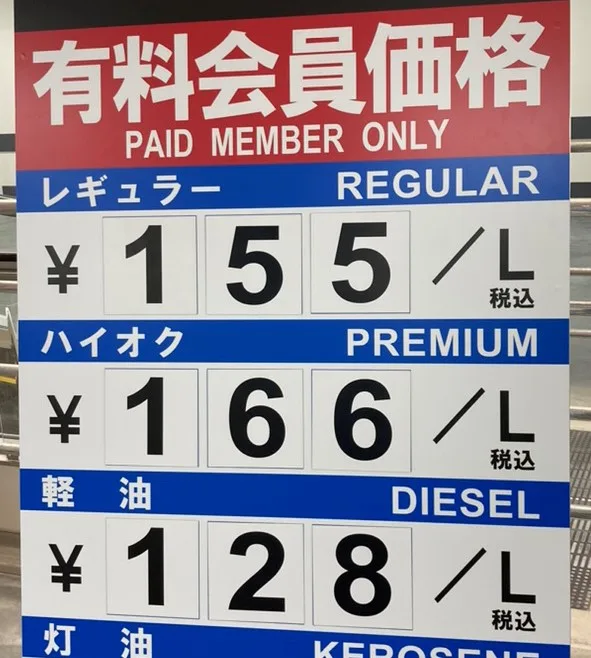 有料会員価格
PAID MEMBER ONLY
レギュラー REGULAR
¥ 155 /L
税込
ハイオク PREMIUM
¥ 166 /L
税込
軽 油 DIESEL
¥ 128 /L
税込
灯 油 KEROSENE